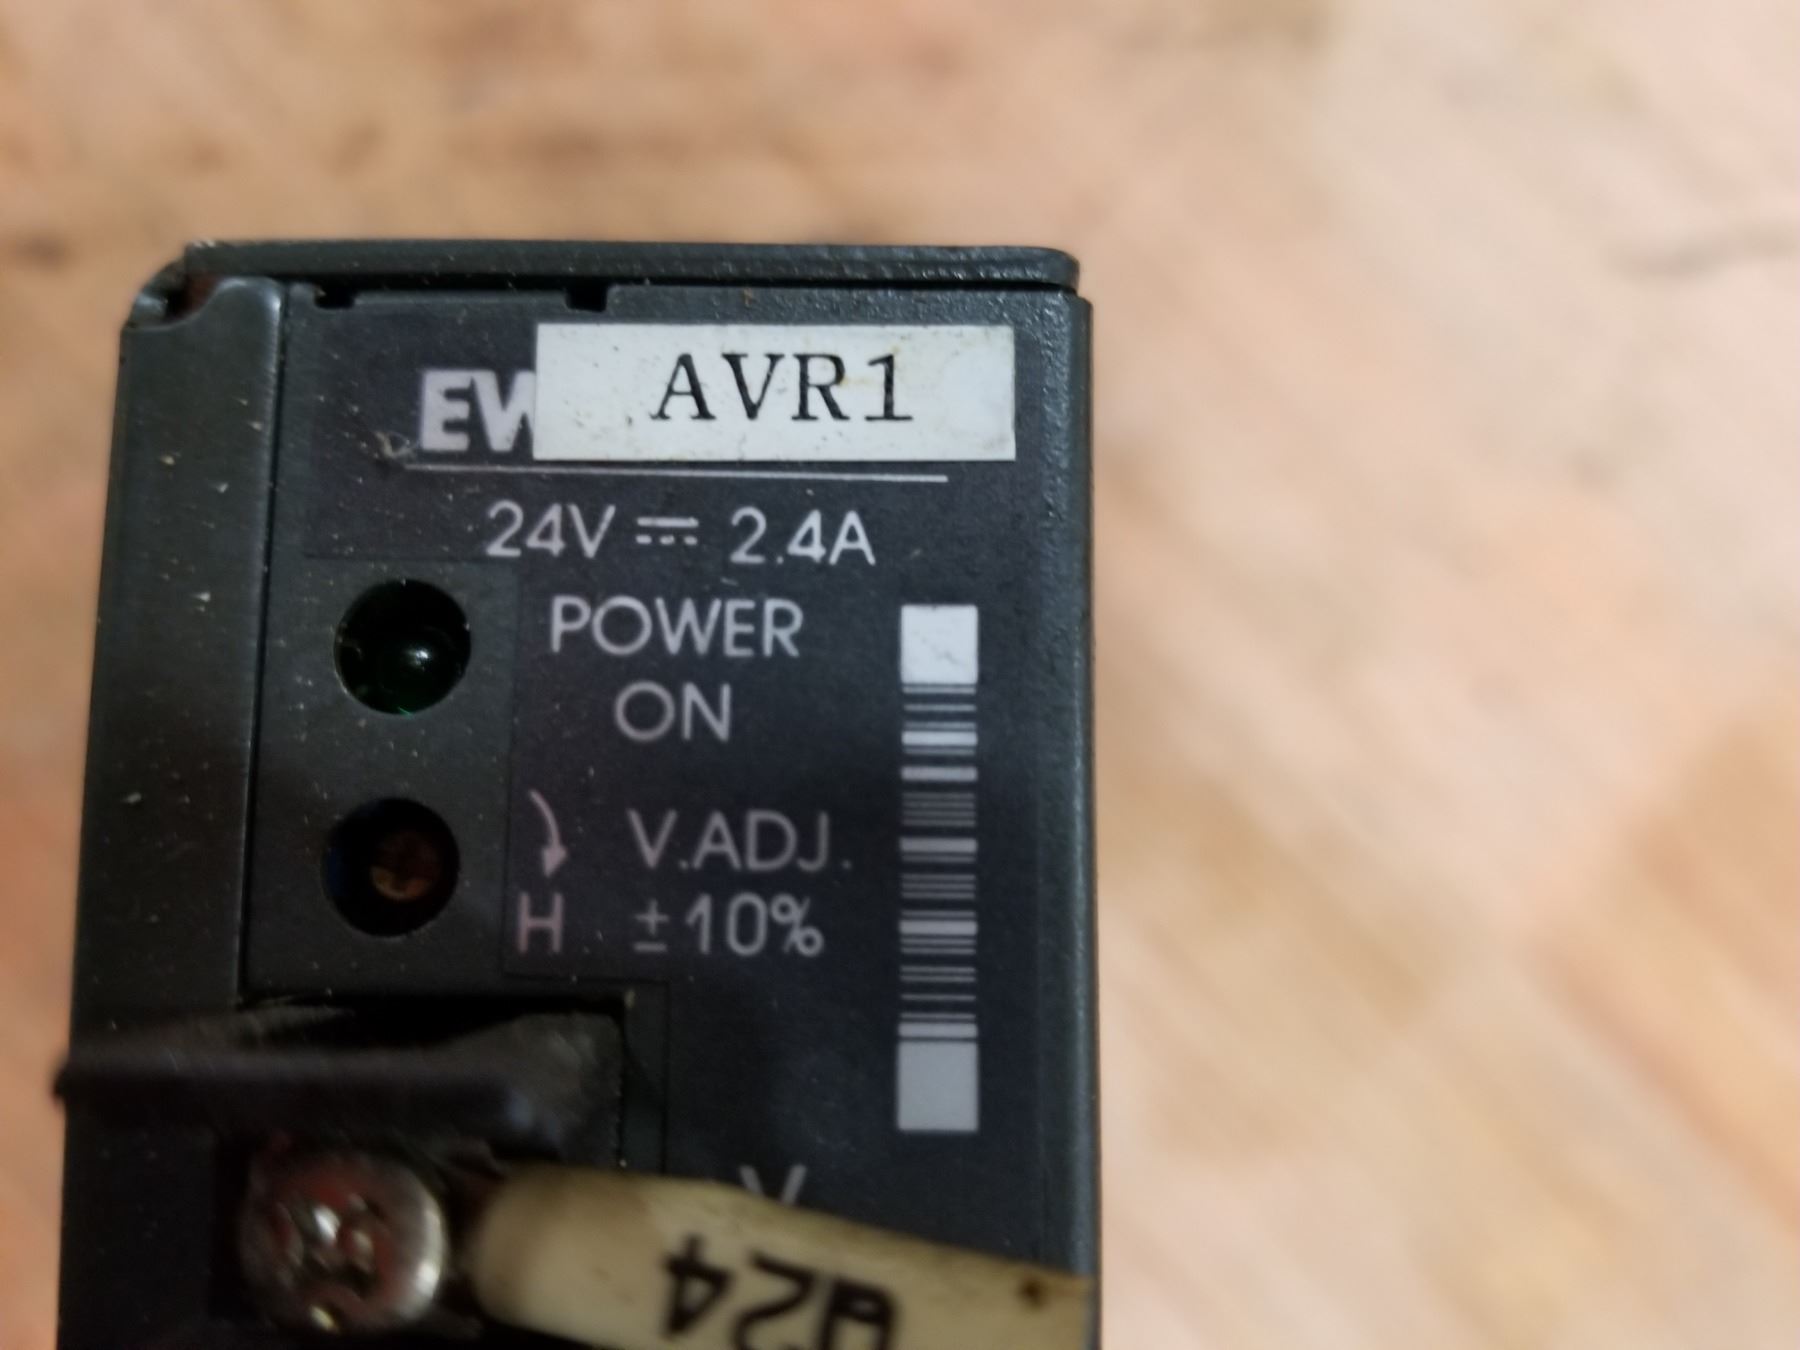 EW
AVR1
24V ⎓ 2.4A
POWER
ON
V.ADJ.
H ±10%
V